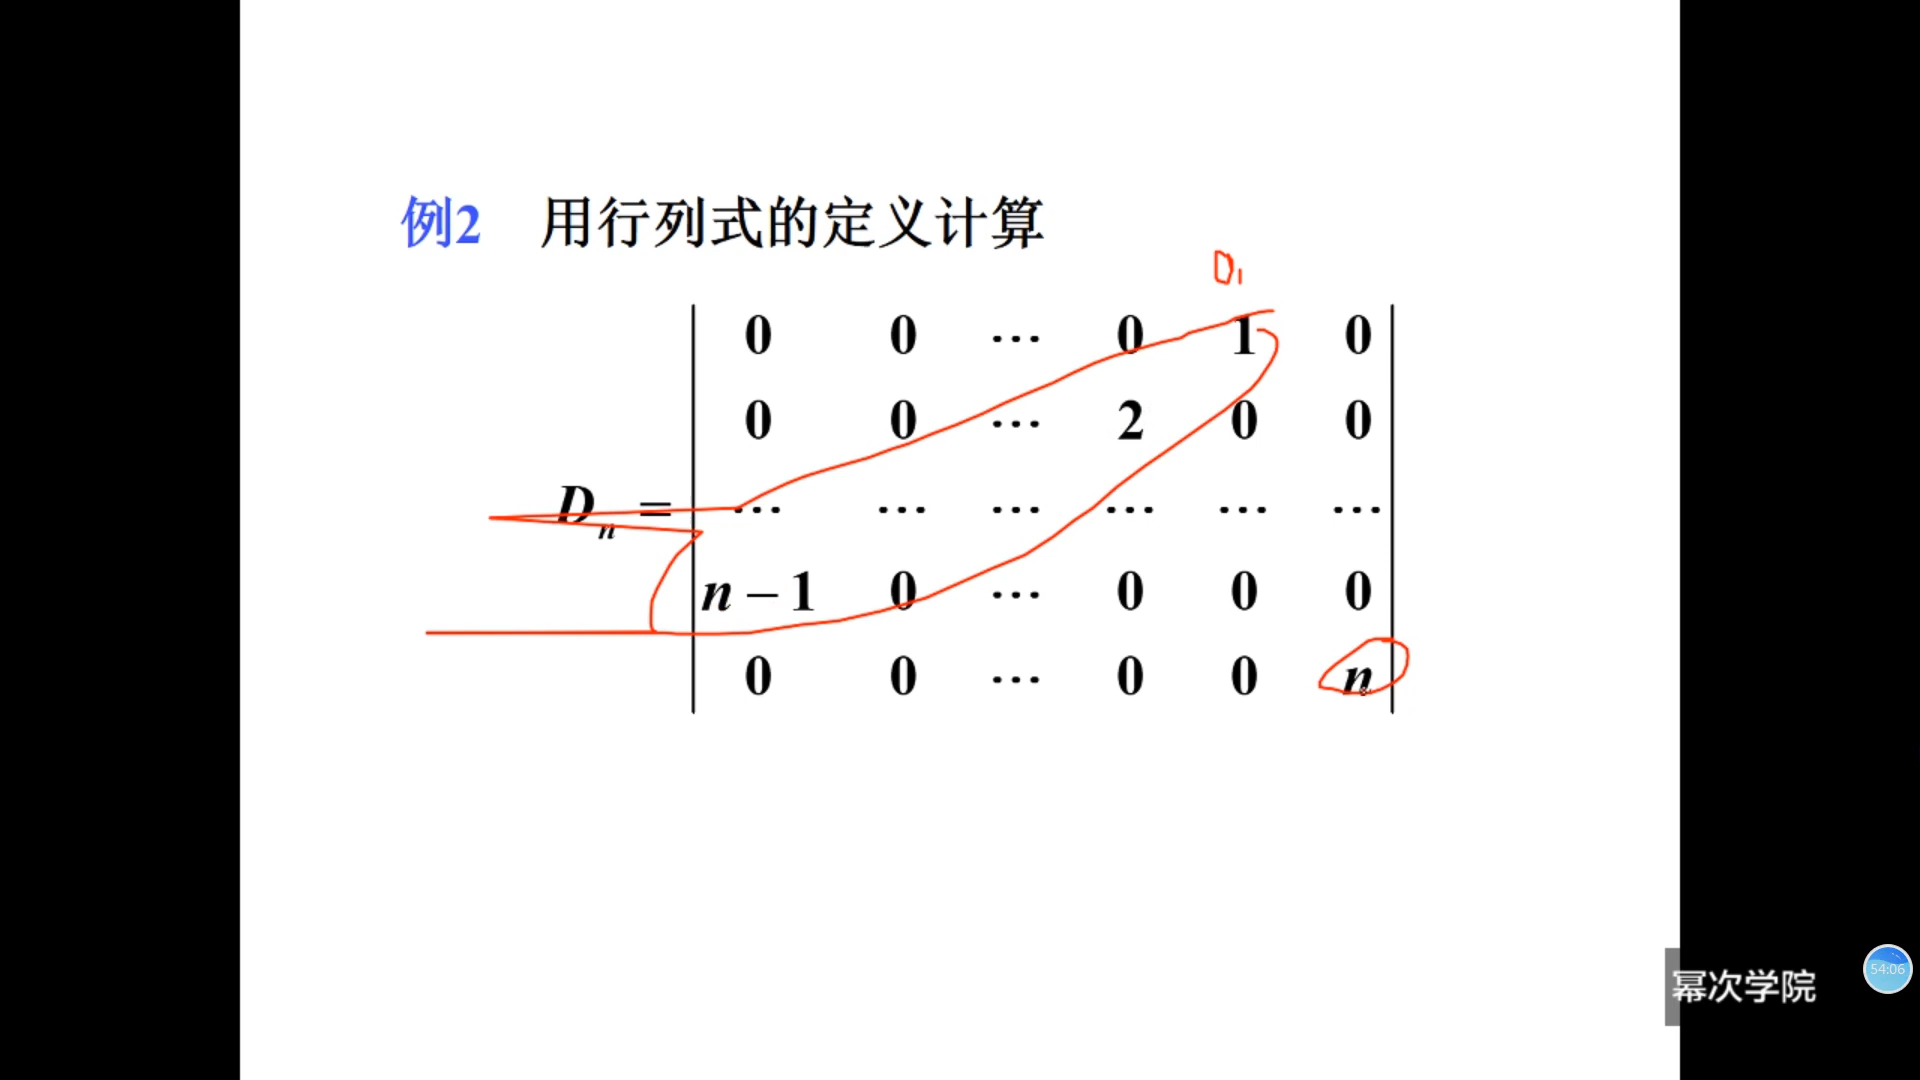 例2 用行列式的定义计算
D₁
0 0 … 0 1 0
0 0 … 2 0 0
Dₙ = … … … … … …
n − 1 0 … 0 0 0
0 0 … 0 0 n
幂次学院
54:06